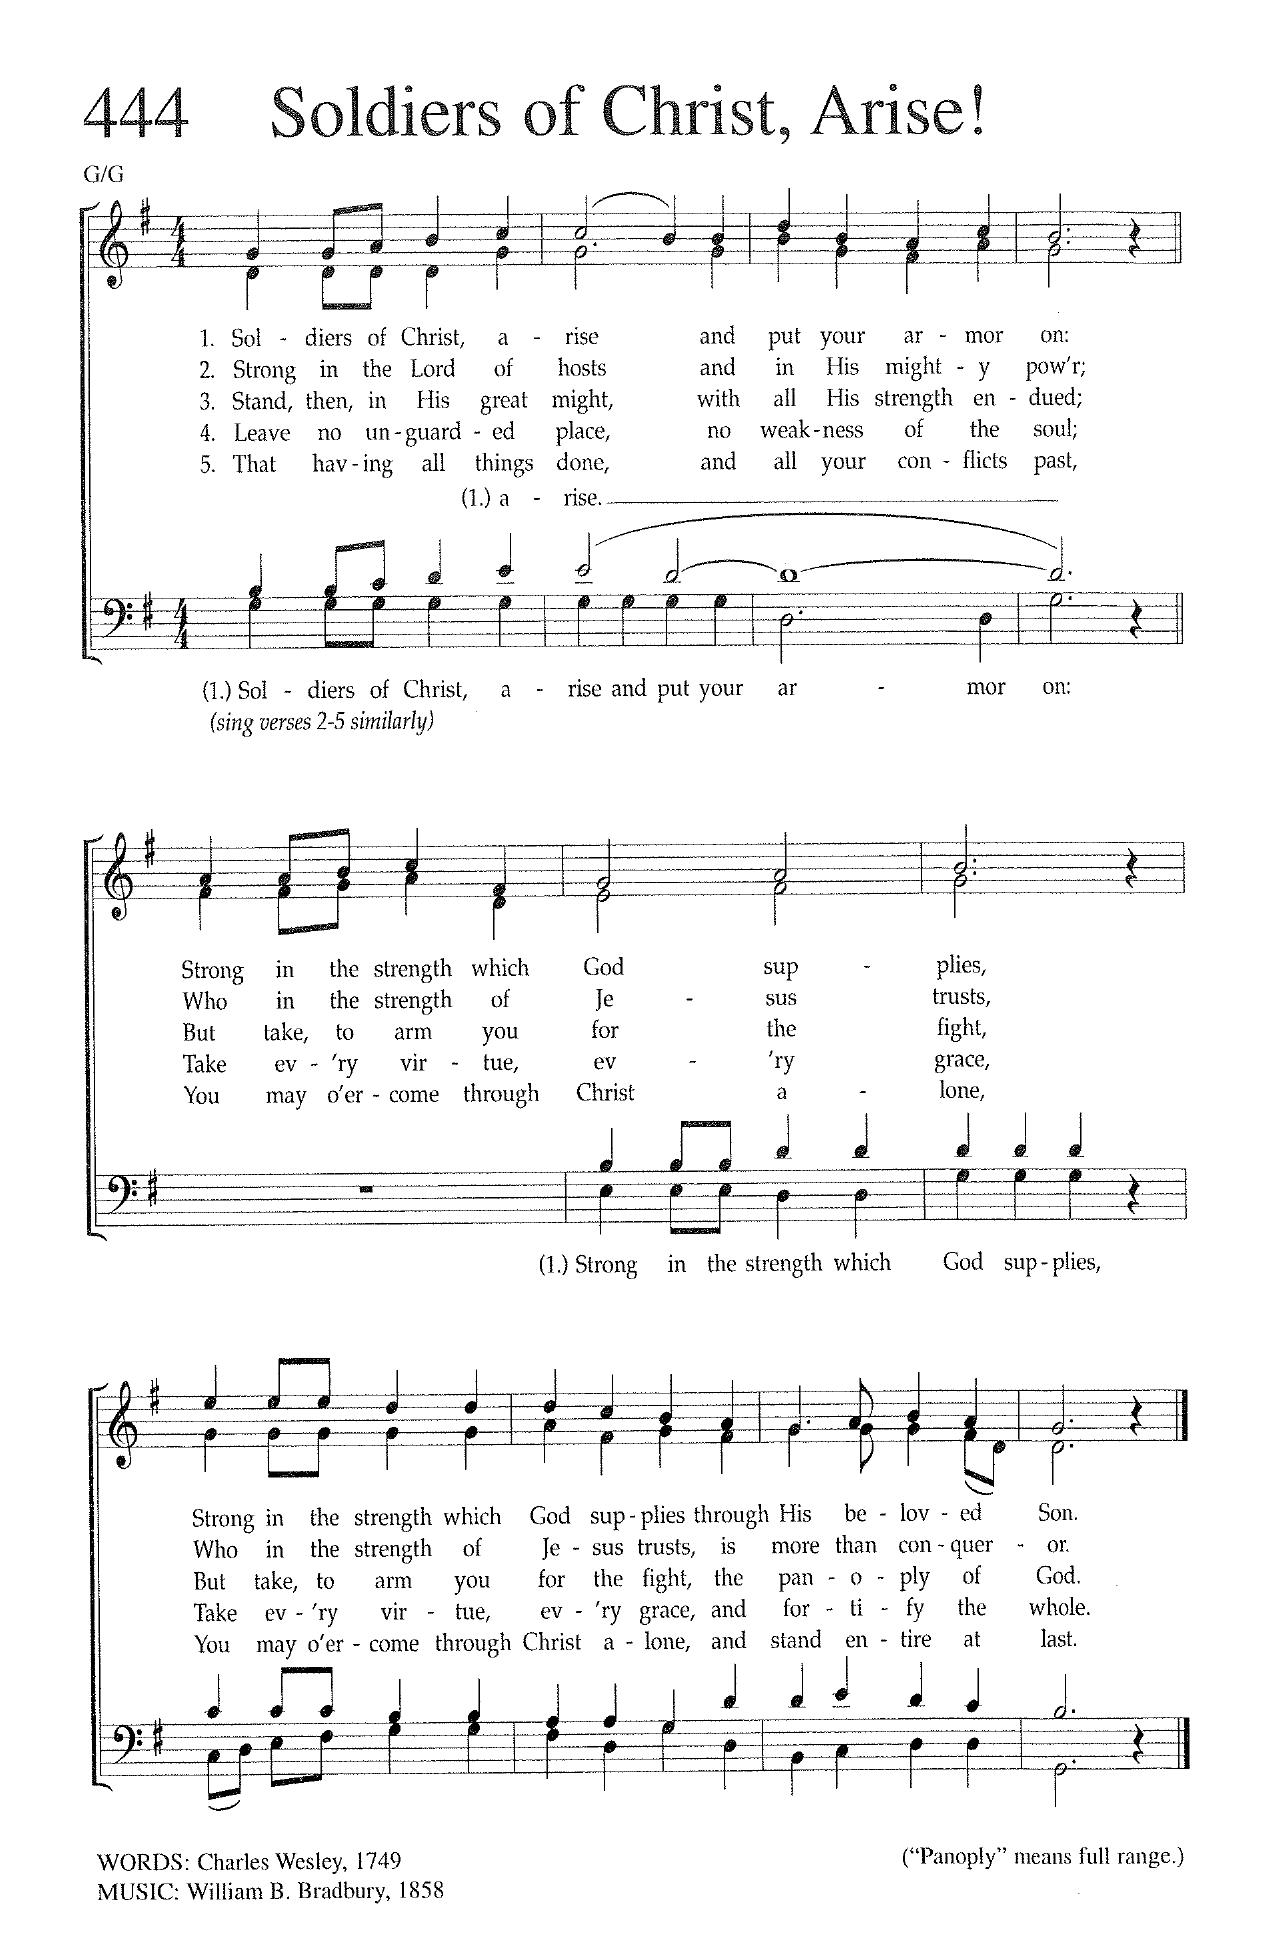 444 Soldiers of Christ, Arise!
G/G
1. Sol - diers of Christ, a - rise and put your ar - mor on:
2. Strong in the Lord of hosts and in His might - y pow'r;
3. Stand, then, in His great might, with all His strength en - dued;
4. Leave no un - guard - ed place, no weak - ness of the soul;
5. That hav - ing all things done, and all your con - flicts past,
(1.) a - rise.
(1.) Sol - diers of Christ, a - rise and put your ar - mor on:
(sing verses 2-5 similarly)
Strong in the strength which God sup - plies,
Who in the strength of Je - sus trusts,
But take, to arm you for the fight,
Take ev - 'ry vir - tue, ev - 'ry grace,
You may o'er - come through Christ a - lone,
(1.) Strong in the strength which God sup - plies,
Strong in the strength which God sup - plies through His be - lov - ed Son.
Who in the strength of Je - sus trusts, is more than con - quer - or.
But take, to arm you for the fight, the pan - o - ply of God.
Take ev - 'ry vir - tue, ev - 'ry grace, and for - ti - fy the whole.
You may o'er - come through Christ a - lone, and stand en - tire at last.
WORDS: Charles Wesley, 1749 ("Panoply" means full range.)
MUSIC: William B. Bradbury, 1858